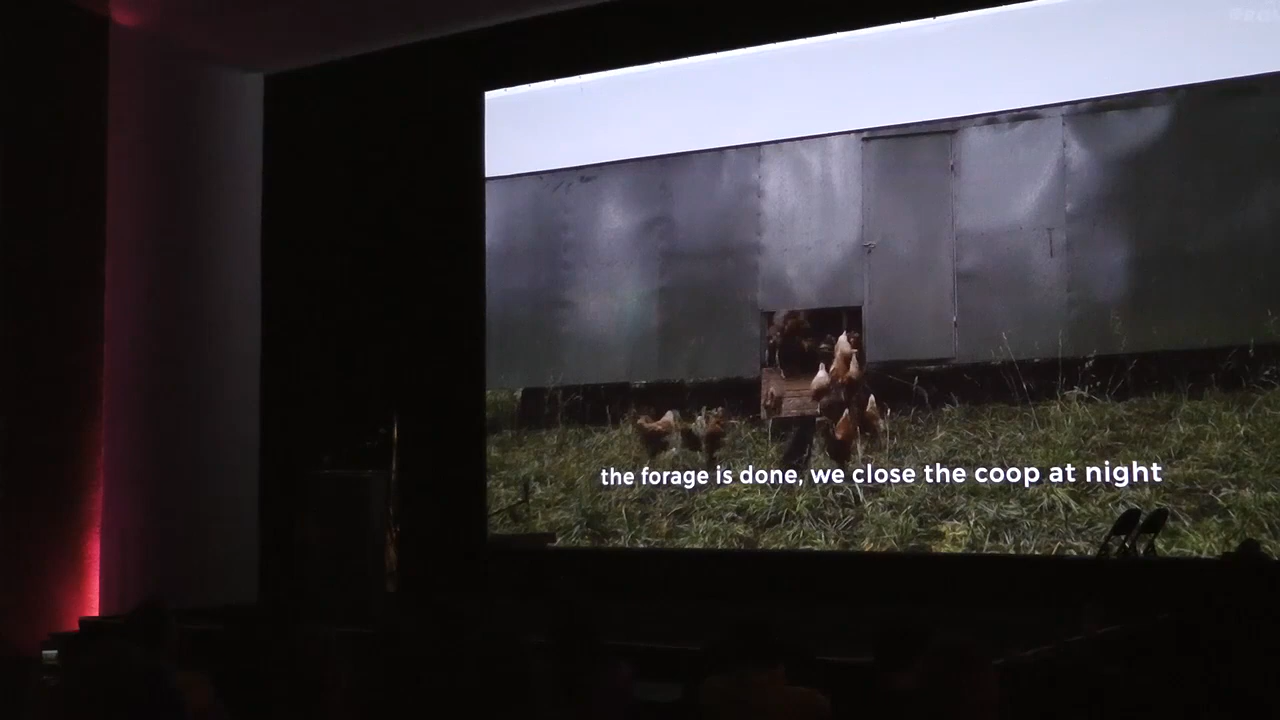 the forage is done, we close the coop at night